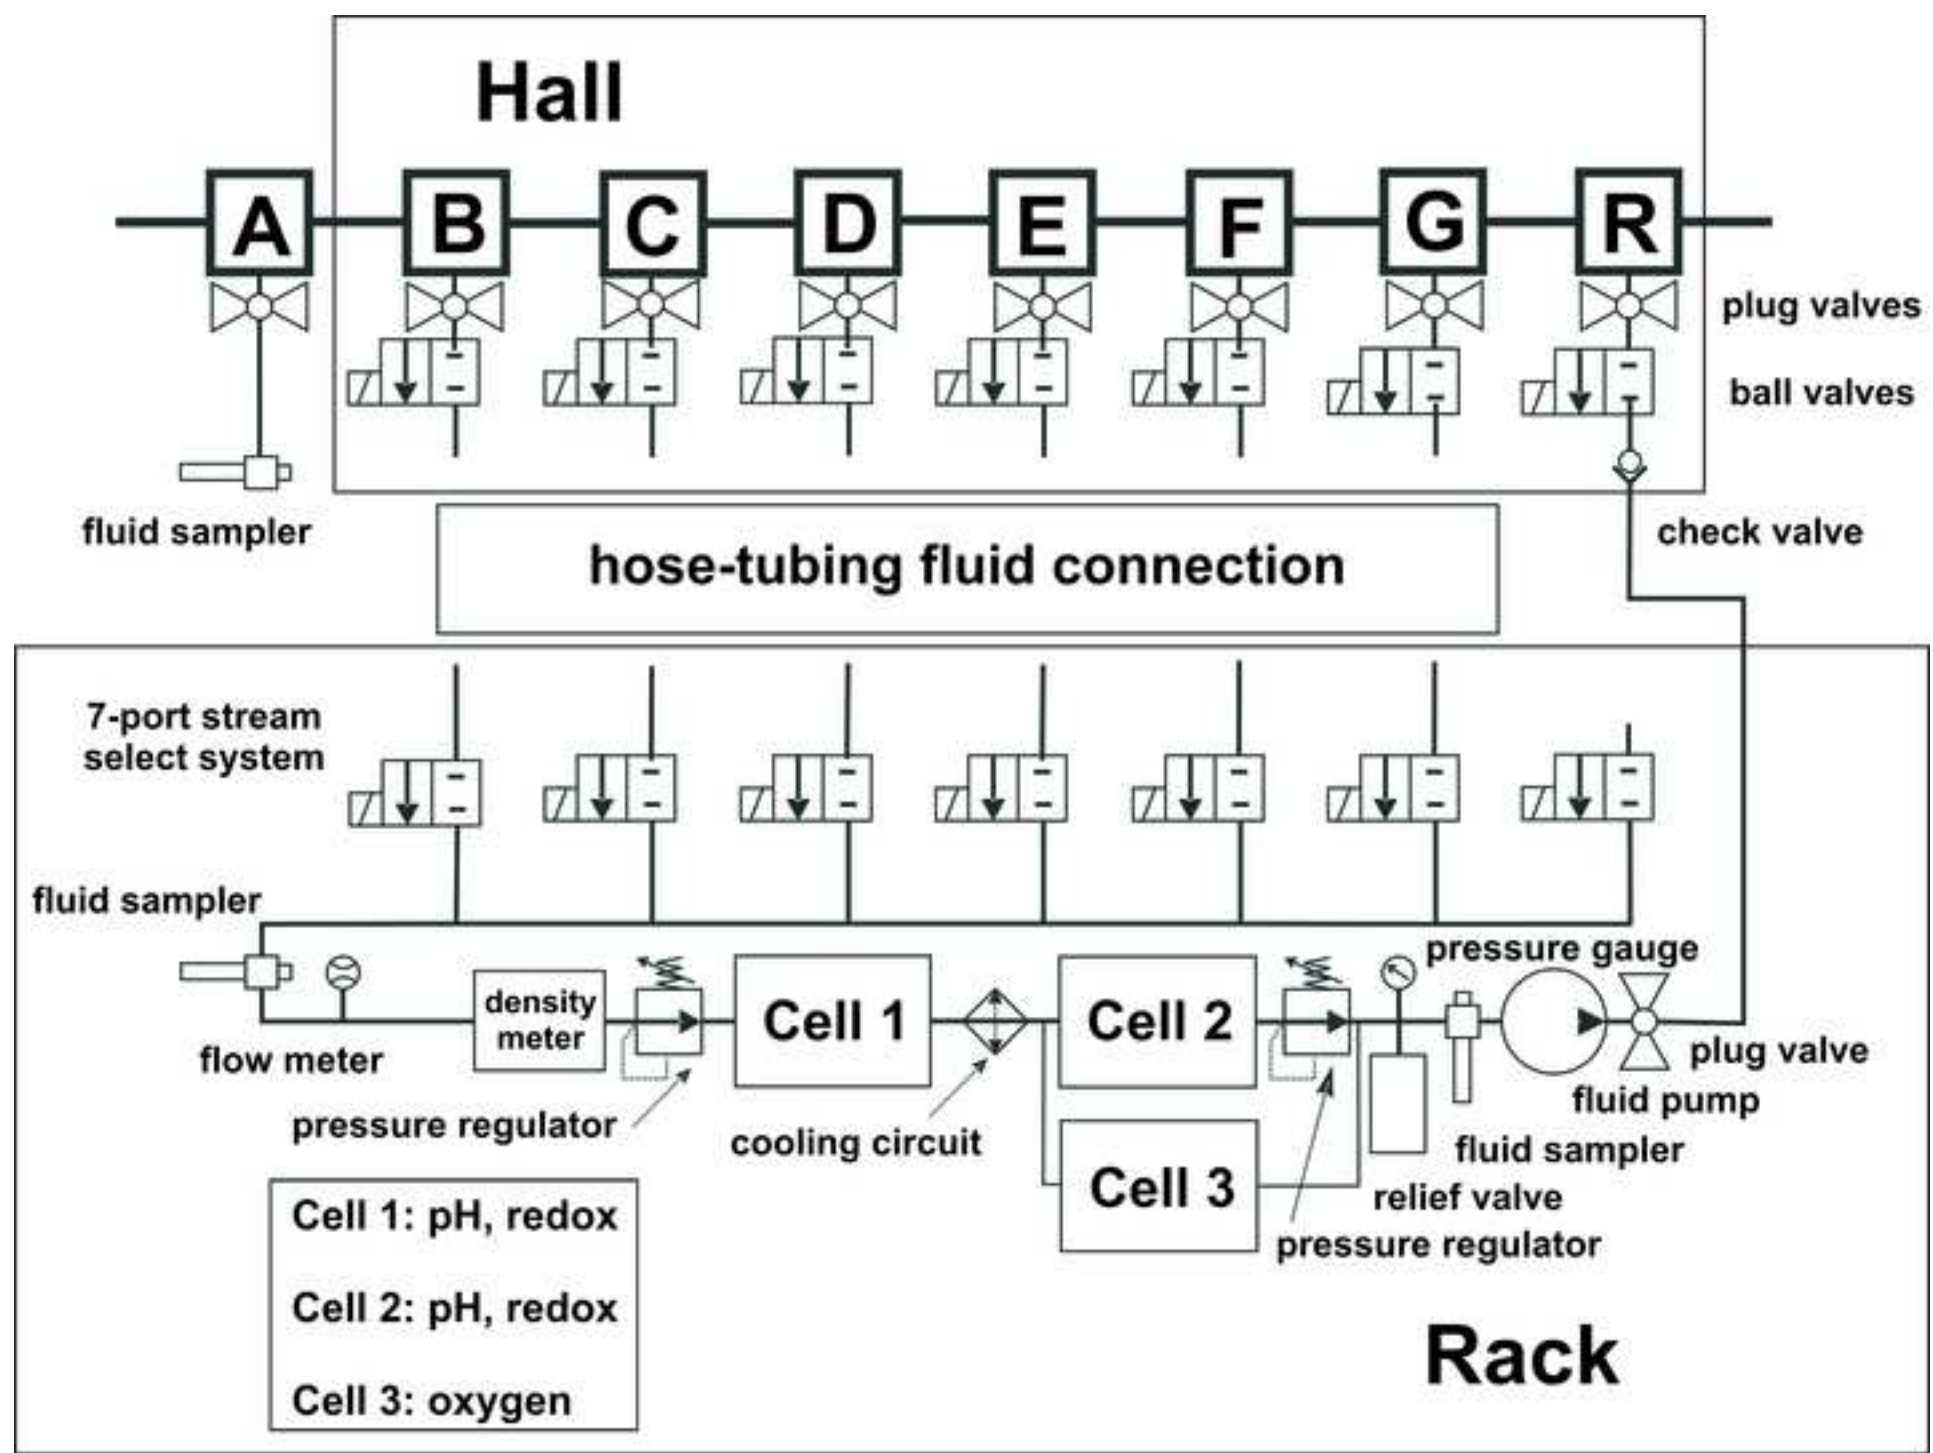 Hall
A
B
C
D
E
F
G
R
plug valves
ball valves
fluid sampler
check valve
hose-tubing fluid connection
7-port stream
select system
fluid sampler
pressure gauge
density
meter
Cell 1
Cell 2
flow meter
plug valve
pressure regulator
cooling circuit
fluid pump
fluid sampler
Cell 3
relief valve
pressure regulator
Cell 1: pH, redox
Cell 2: pH, redox
Cell 3: oxygen
Rack